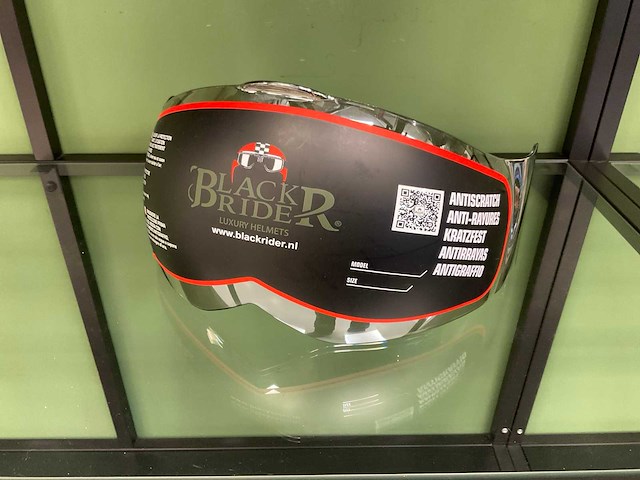 BLACK
RIDER®
LUXURY HELMETS
www.blackrider.nl
MODEL
SIZE
ANTISCRATCH
ANTI-RAYURES
KRATZFEST
ANTIRRAYAS
ANTIGRAFFIO